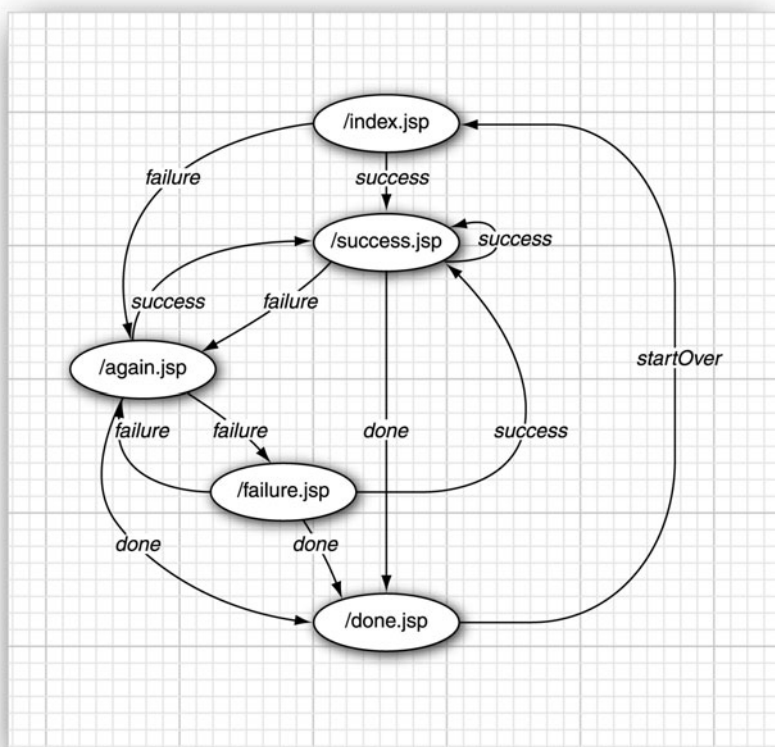 /index.jsp
failure
success
/success.jsp
success
success
failure
startOver
/again.jsp
failure
failure
done
success
/failure.jsp
done
done
/done.jsp